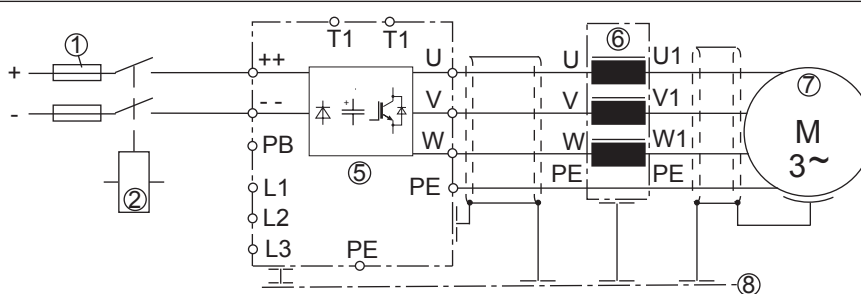 T1 T1
① ⑥
++ U U U1
+ ⑦
- - - V V V1 M
PB W W W1 3~
② ⑤
L1 PE PE PE
L2
L3 PE
⑧